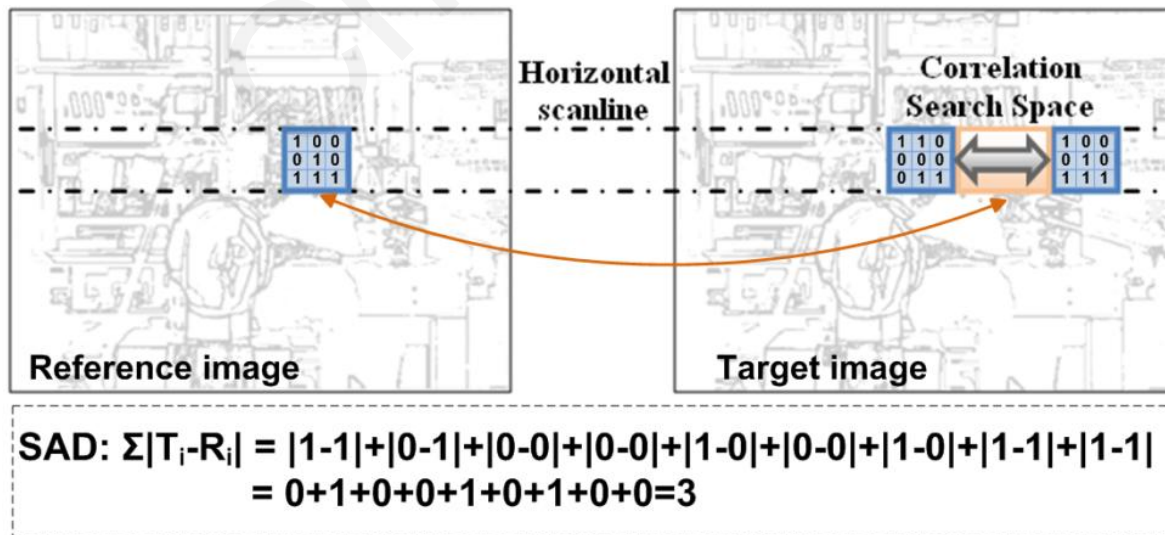 Horizontal
scanline
Correlation
Search Space
1 0 0
0 1 0
1 1 1
1 1 0
0 0 0
0 1 1
1 0 0
0 1 0
1 1 1
Reference image
Target image
SAD: Σ|Tᵢ-Rᵢ| = |1-1|+|0-1|+|0-0|+|0-0|+|1-0|+|0-0|+|1-0|+|1-1|+|1-1|
= 0+1+0+0+1+0+1+0+0=3